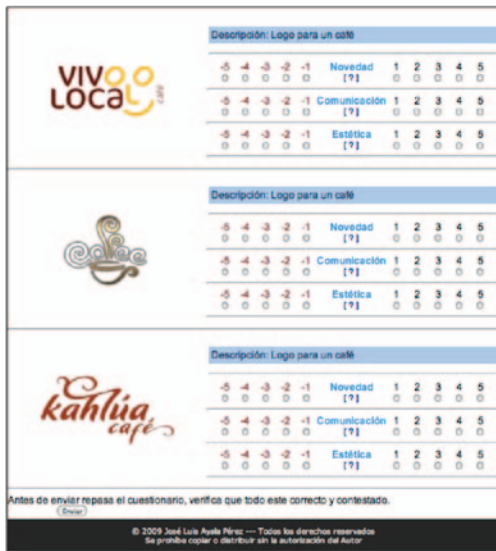 Descripción: Logo para un café
VIVO
LOCAL
café
-5 -4 -3 -2 -1 Novedad 1 2 3 4 5
[?]
-5 -4 -3 -2 -1 Comunicación 1 2 3 4 5
[?]
-5 -4 -3 -2 -1 Estética 1 2 3 4 5
[?]
Descripción: Logo para un café
-5 -4 -3 -2 -1 Novedad 1 2 3 4 5
[?]
-5 -4 -3 -2 -1 Comunicación 1 2 3 4 5
[?]
-5 -4 -3 -2 -1 Estética 1 2 3 4 5
[?]
Descripción: Logo para un café
kahlúa
café
-5 -4 -3 -2 -1 Novedad 1 2 3 4 5
[?]
-5 -4 -3 -2 -1 Comunicación 1 2 3 4 5
[?]
-5 -4 -3 -2 -1 Estética 1 2 3 4 5
[?]
Antes de enviar repasa el cuestionario, verifica que todo este correcto y contestado.
Enviar
© 2009 José Luis Ayala Pérez --- Todos los derechos reservados
Se prohibe copiar o distribuir sin la autorización del Autor